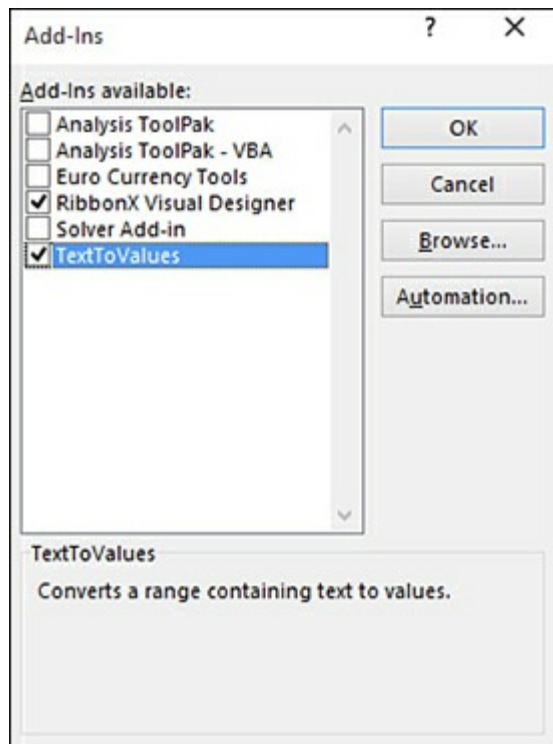 Add-Ins ? ×
Add-Ins available:
Analysis ToolPak
Analysis ToolPak - VBA
Euro Currency Tools
RibbonX Visual Designer
Solver Add-in
TextToValues
OK
Cancel
Browse...
Automation...
TextToValues
Converts a range containing text to values.